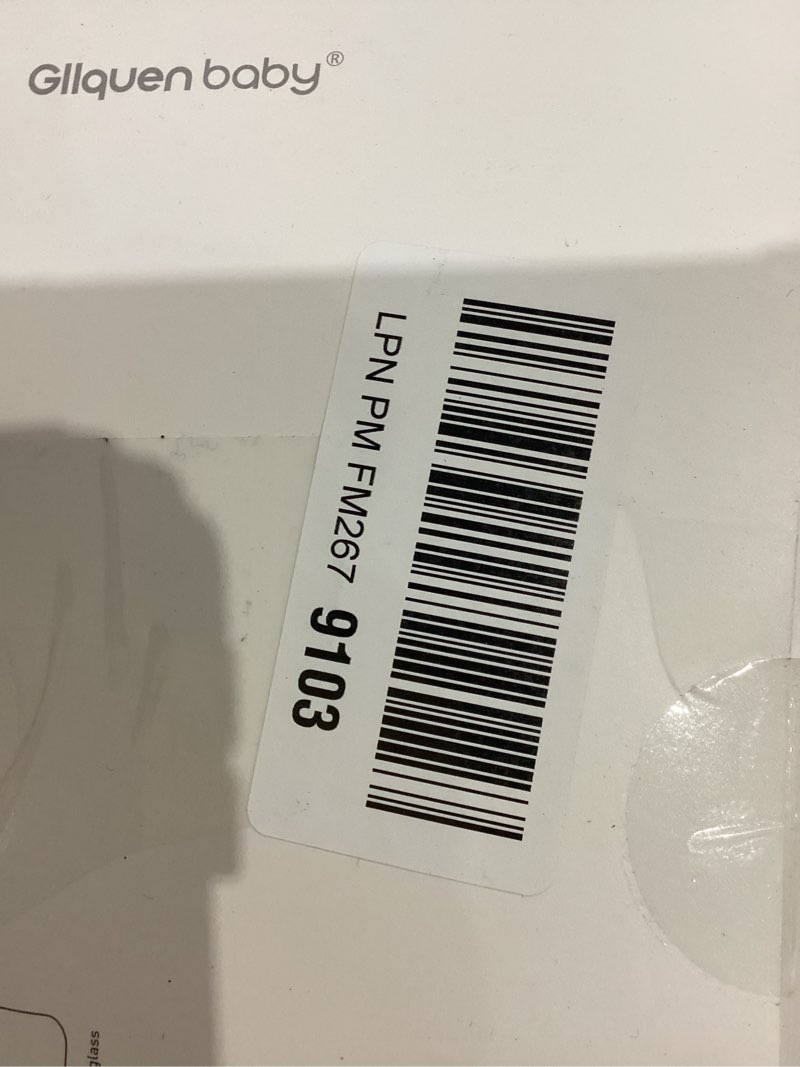 Gllquen baby®
LPN PM FM267 9103
glass